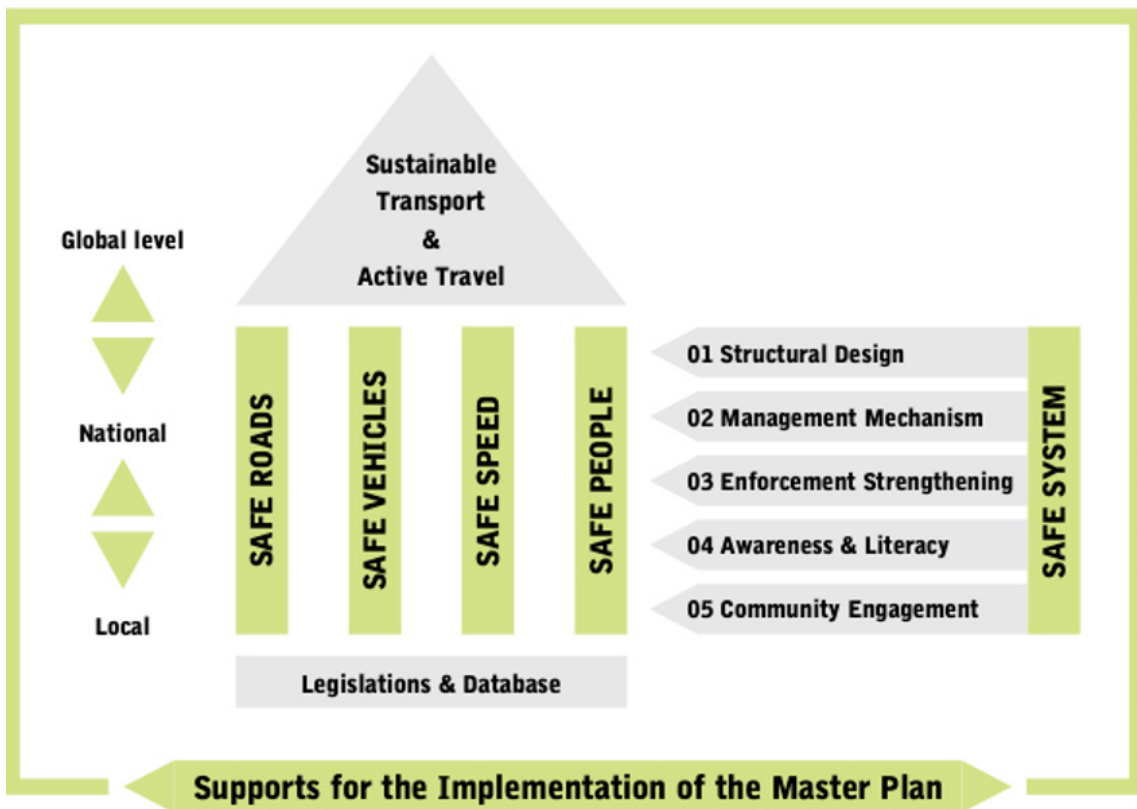 Sustainable
Transport
&
Active Travel
Global level
National
Local
SAFE ROADS
SAFE VEHICLES
SAFE SPEED
SAFE PEOPLE
01 Structural Design
02 Management Mechanism
03 Enforcement Strengthening
04 Awareness & Literacy
05 Community Engagement
SAFE SYSTEM
Legislations & Database
Supports for the Implementation of the Master Plan